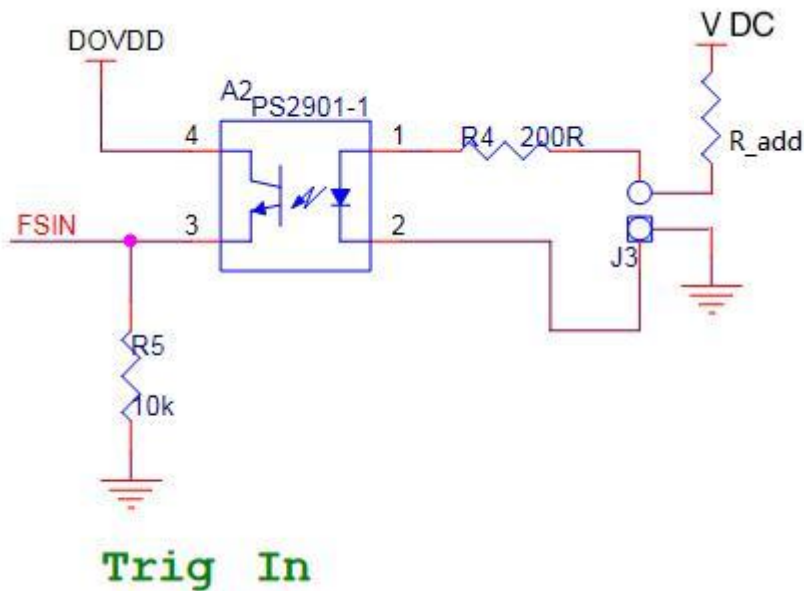 V DC
DOVDD
A2 PS2901-1
4 1 R4 200R
R_add
FSIN 3 2
J3
R5
10k
Trig In